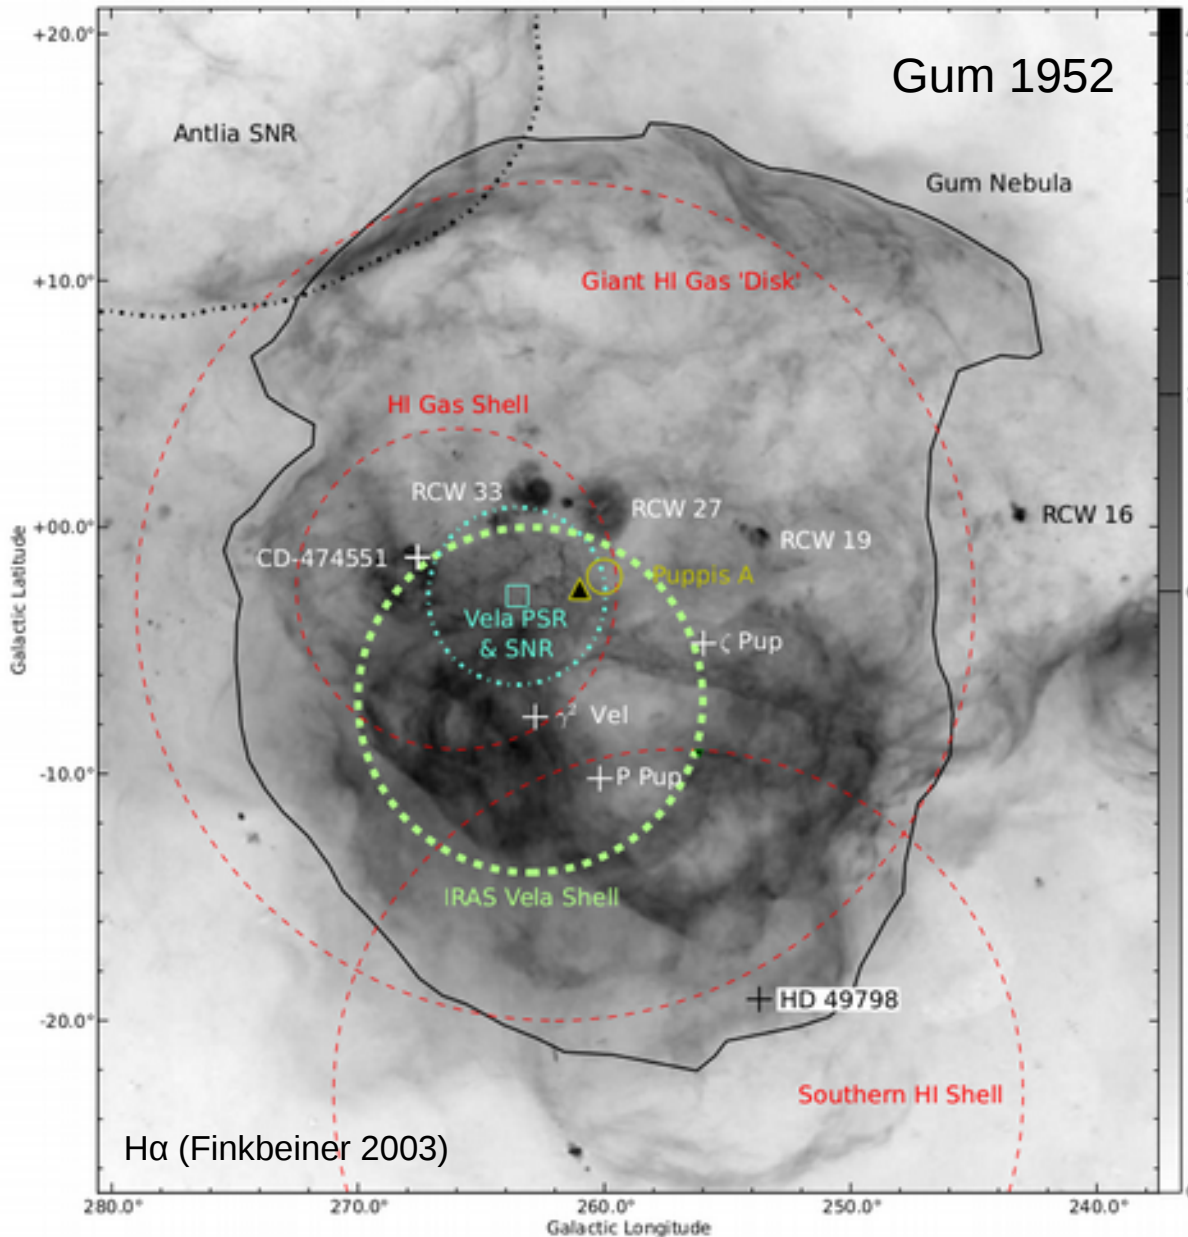 Gum 1952
Antlia SNR
Gum Nebula
Giant HI Gas 'Disk'
HI Gas Shell
RCW 33
RCW 27
RCW 16
RCW 19
CD-474551
Puppis A
Vela PSR
& SNR
ζ Pup
γ² Vel
P Pup
IRAS Vela Shell
HD 49798
Southern HI Shell
Hα (Finkbeiner 2003)
+20.0°
+10.0°
+00.0°
-10.0°
-20.0°
Galactic Latitude
280.0°
270.0°
260.0°
250.0°
240.0°
Galactic Longitude